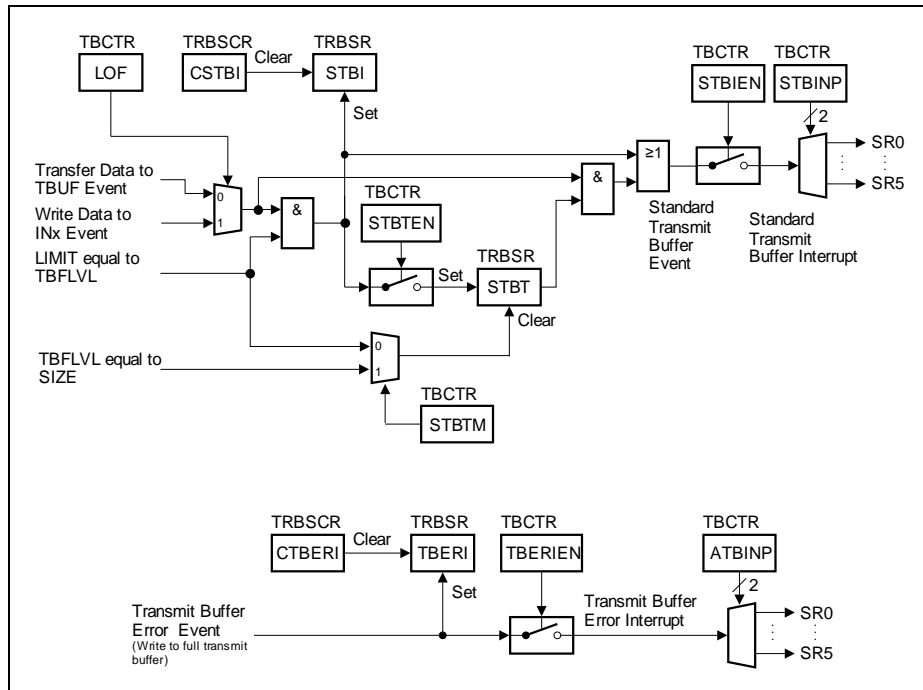 TBCTR
LOF
TRBSCR
CSTBI
Clear
TRBSR
STBI
Set
TBCTR
STBIEN
TBCTR
STBINP
2
SR0
SR5
Transfer Data to
TBUF Event
Write Data to
INx Event
LIMIT equal to
TBFLVL
0
1
&
TBCTR
STBTEN
Set
TRBSR
STBT
Clear
&
≥1
Standard
Transmit
Buffer
Event
Standard
Transmit
Buffer Interrupt
TBFLVL equal to
SIZE
0
1
TBCTR
STBTM
TRBSCR
CTBERI
Clear
TRBSR
TBERI
Set
TBCTR
TBERIEN
TBCTR
ATBINP
2
SR0
SR5
Transmit Buffer
Error Event
(Write to full transmit
buffer)
Transmit Buffer
Error Interrupt